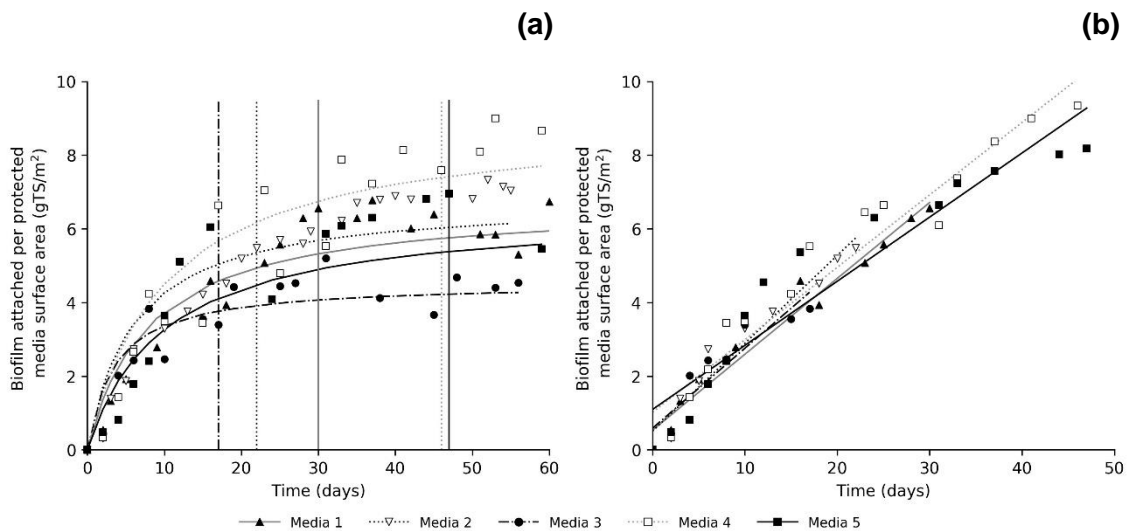 (a)
Biofilm attached per protected
media surface area (gTS/m²)
10
8
6
4
2
0
0 10 20 30 40 50 60
Time (days)
(b)
Biofilm attached per protected
media surface area (gTS/m²)
10
8
6
4
2
0
0 10 20 30 40 50
Time (days)
Media 1 Media 2 Media 3 Media 4 Media 5